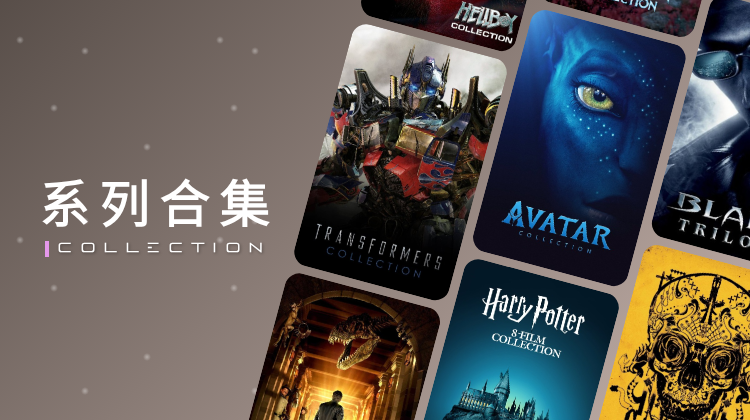 系列合集
COLLECTION
HELLBOY
COLLECTION
TRANSFORMERS
COLLECTION
AVATAR
COLLECTION
Harry Potter
8-FILM
COLLECTION